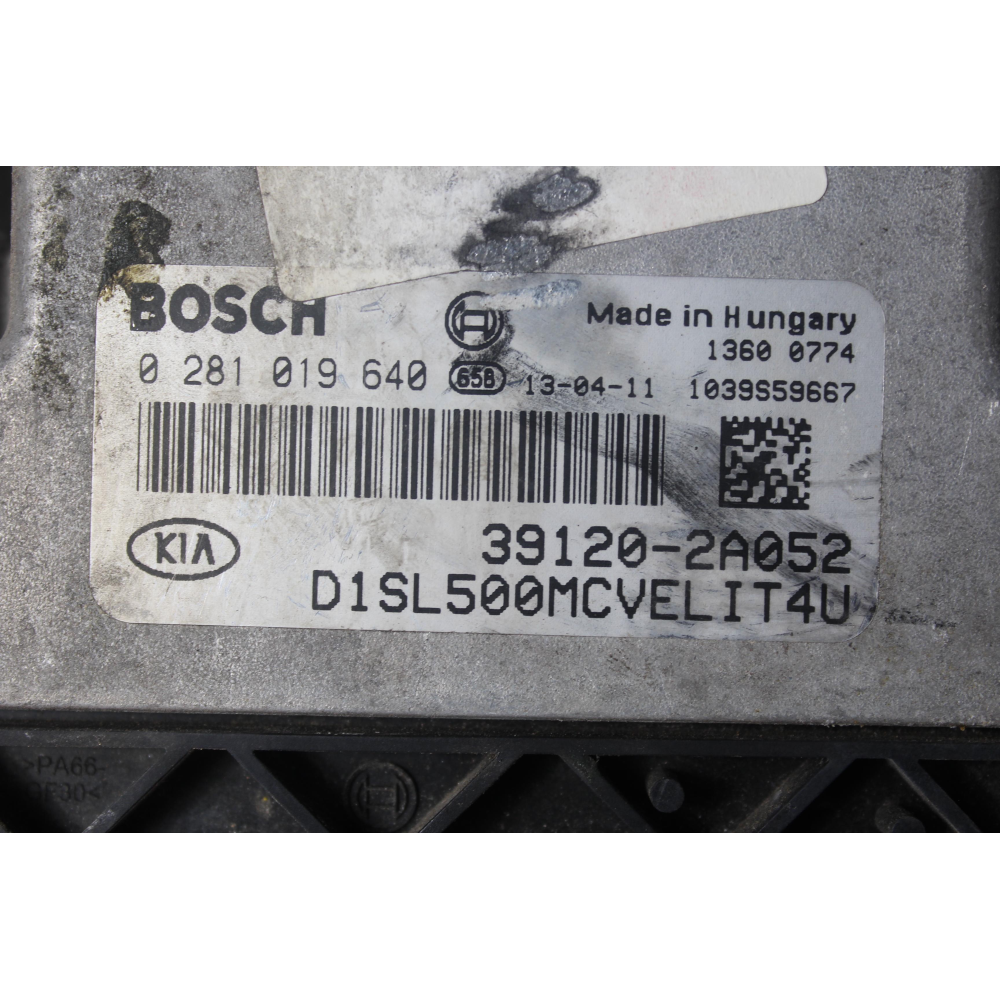 BOSCH
Made in Hungary
1360 0774
0 281 019 640 658 13-04-11 1039S59667
KIA
39120-2A052
D1SL500MCVELIT4U
>PA66-